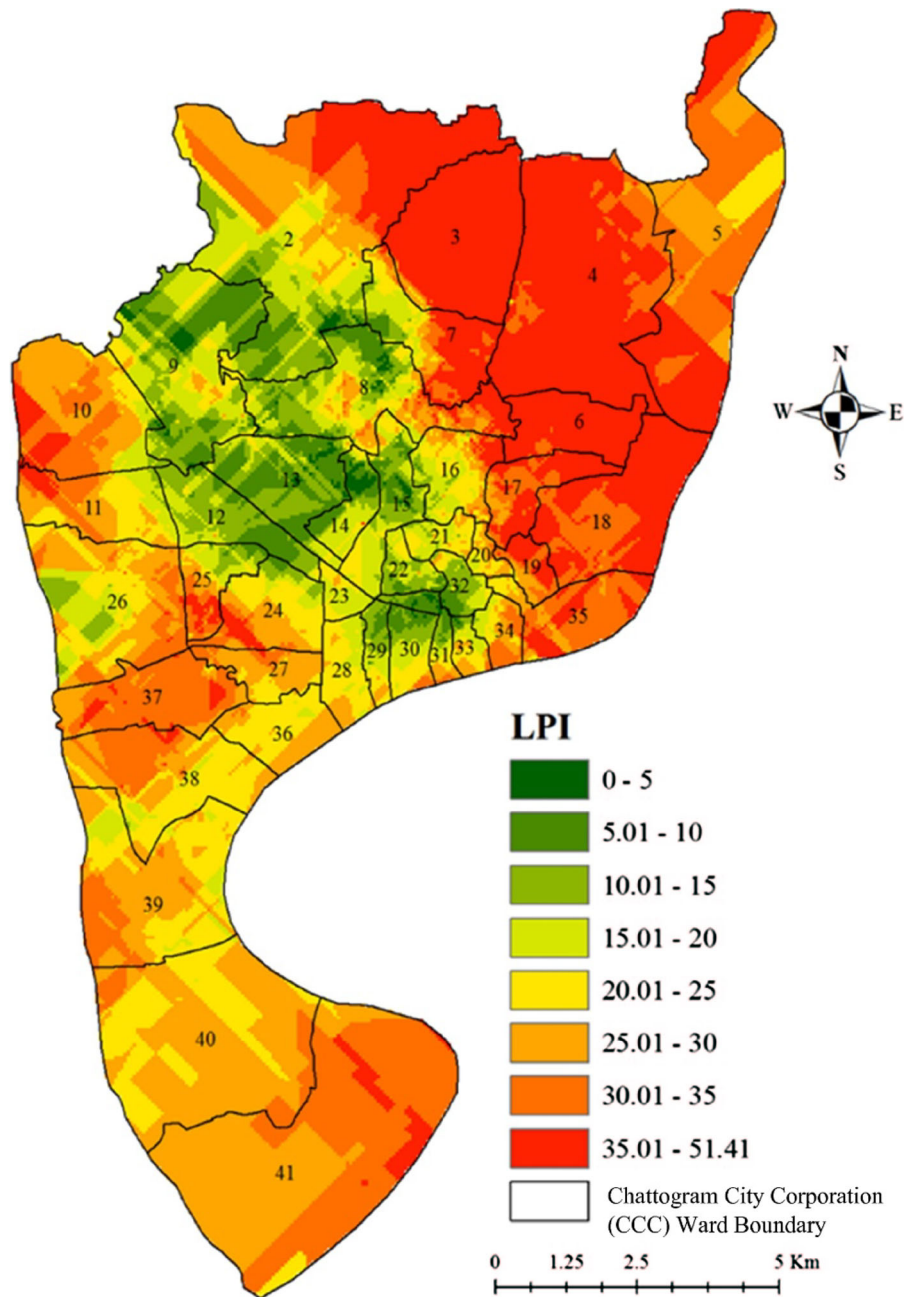 2
3
4
5
7
8
9
10
6
16
13
17
11
15
18
12
14
21
20
19
22
25
32
26
24
23
35
34
29
30
31
33
27
28
37
36
38
39
40
41
N
W
E
S
LPI
0 - 5
5.01 - 10
10.01 - 15
15.01 - 20
20.01 - 25
25.01 - 30
30.01 - 35
35.01 - 51.41
Chattogram City Corporation
(CCC) Ward Boundary
0 1.25 2.5 5 Km